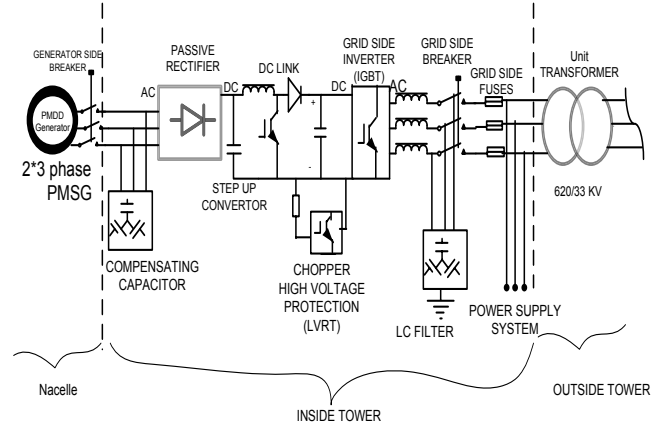 GENERATOR SIDE
BREAKER
PASSIVE
RECTIFIER
DC LINK
GRID SIDE
INVERTER
(IGBT)
GRID SIDE
BREAKER
GRID SIDE
FUSES
Unit
TRANSFORMER
AC
DC
DC
AC
PMDD
Generator
+
-
2*3 phase
PMSG
STEP UP
CONVERTOR
620/33 KV
COMPENSATING
CAPACITOR
CHOPPER
HIGH VOLTAGE
PROTECTION
(LVRT)
LC FILTER
POWER SUPPLY
SYSTEM
Nacelle
INSIDE TOWER
OUTSIDE TOWER